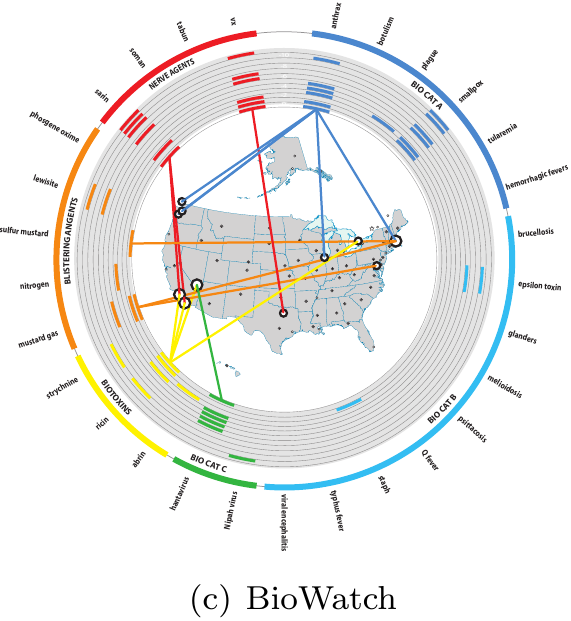 anthrax
botulism
plague
smallpox
tularemia
hemorrhagic fevers
BIO CAT A
brucellosis
epsilon toxin
glanders
melioidosis
psittacosis
Q fever
staph
typhus fever
viral encephalitis
BIO CAT B
Nipah virus
hantavirus
BIO CAT C
abrin
ricin
strychnine
BIOTOXINS
mustard gas
nitrogen
sulfur mustard
lewisite
phosgene oxime
BLISTERING ANGENTS
sarin
soman
tabun
vx
NERVE AGENTS
(c) BioWatch